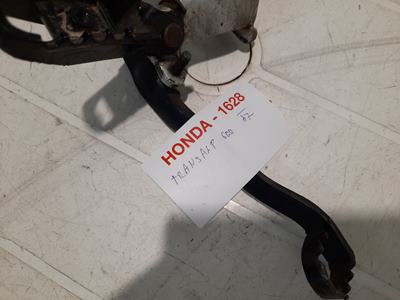 HONDA - 1628
TRANSALP 600